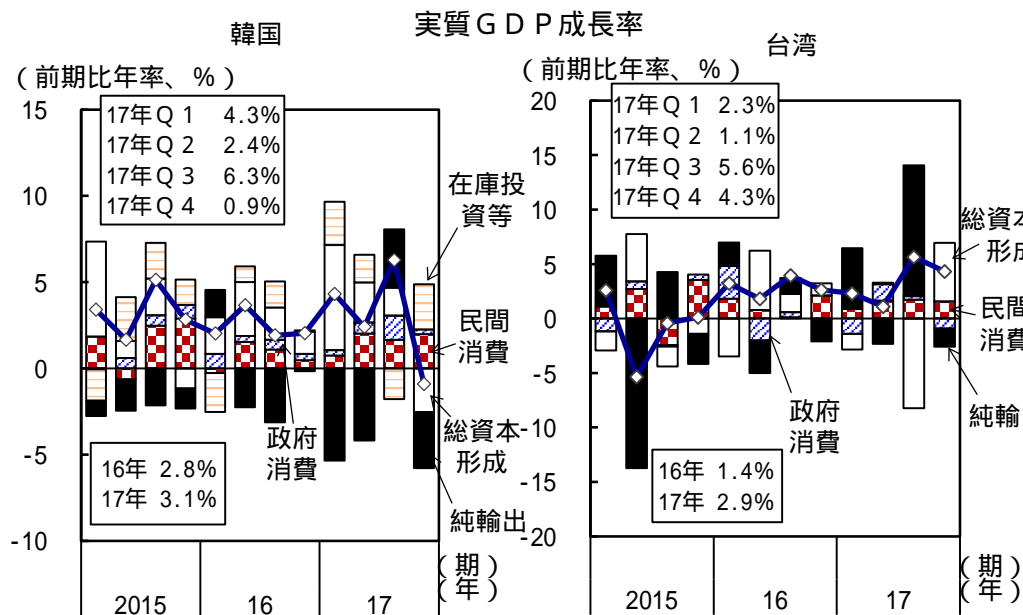 実質ＧＤＰ成長率
韓国
（前期比年率、％）
15
10
5
0
-5
-10
17年Ｑ１ 4.3%
17年Ｑ２ 2.4%
17年Ｑ３ 6.3%
17年Ｑ４ 0.9%
在庫投
資等
民間
消費
政府
消費
総資本
形成
純輸出
16年 2.8%
17年 3.1%
（期）
（年）
2015 16 17
台湾
（前期比年率、％）
20
15
10
5
0
-5
-10
-15
-20
17年Ｑ１ 2.3%
17年Ｑ２ 1.1%
17年Ｑ３ 5.6%
17年Ｑ４ 4.3%
総資本
形成
民間
消費
純輸
政府
消費
16年 1.4%
17年 2.9%
（期）
（年）
2015 16 17